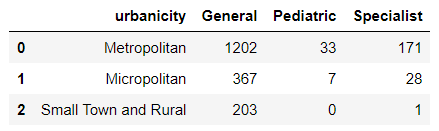 urbanicity General Pediatric Specialist
0 Metropolitan 1202 33 171
1 Micropolitan 367 7 28
2 Small Town and Rural 203 0 1